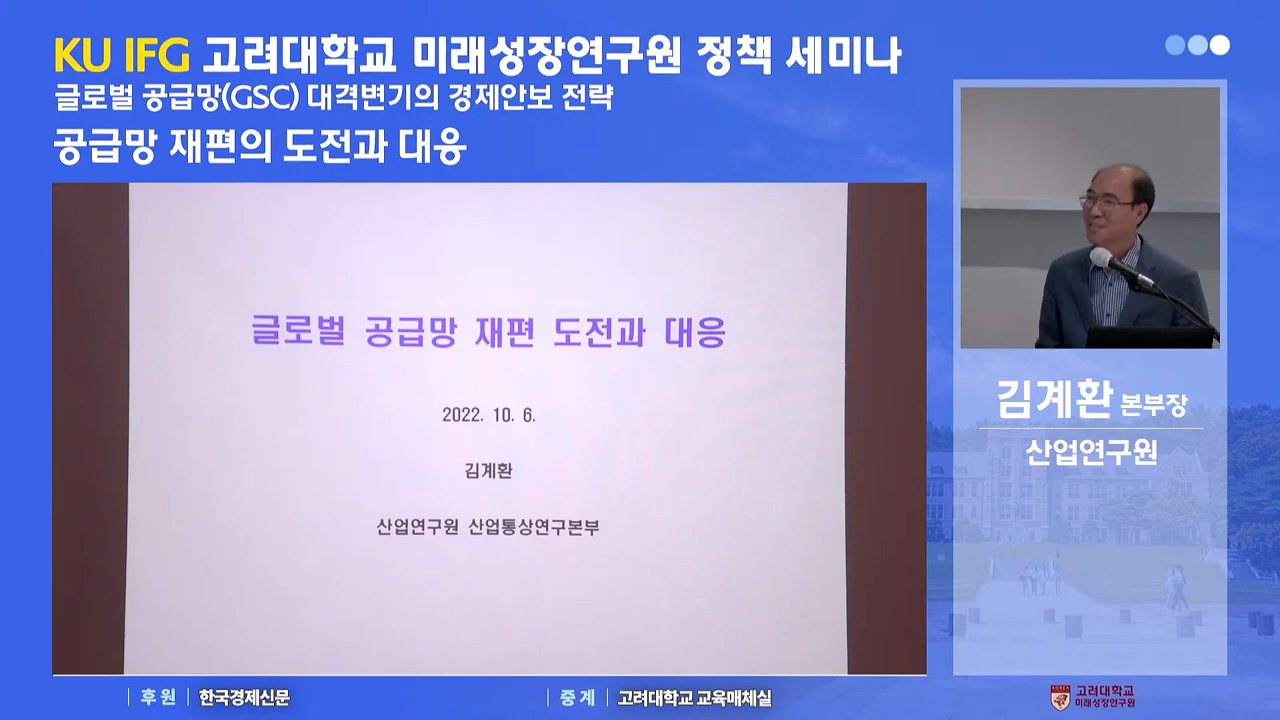 KU IFG 고려대학교 미래성장연구원 정책 세미나
글로벌 공급망(GSC) 대격변기의 경제안보 전략
공급망 재편의 도전과 대응
글로벌 공급망 재편 도전과 대응
2022. 10. 6.
김계환
산업연구원 산업통상연구본부
김계환 본부장
산업연구원
후원 한국경제신문
중계 고려대학교 교육매체실
고려대학교
미래성장연구원